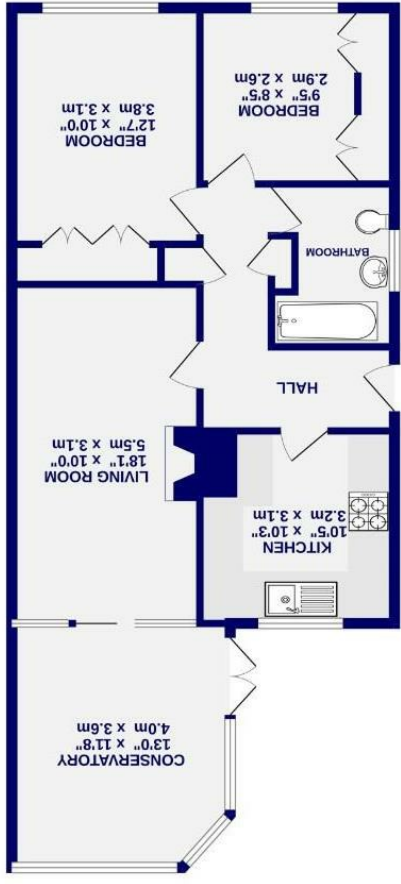 CONSERVATORY
13'0" x 11'8"
4.0m x 3.6m
KITCHEN
10'5" x 10'3"
3.2m x 3.1m
LIVING ROOM
18'1" x 10'0"
5.5m x 3.1m
HALL
BATHROOM
BEDROOM
12'7" x 10'0"
3.8m x 3.1m
BEDROOM
9'5" x 8'5"
2.9m x 2.6m